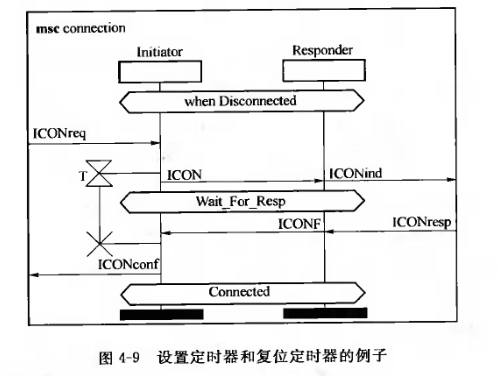 msc connection
Initiator
Responder
when Disconnected
ICONreq
T
ICON
ICONind
Wait_For_Resp
ICONF
ICONresp
ICONconf
Connected
图 4-9 设置定时器和复位定时器的例子